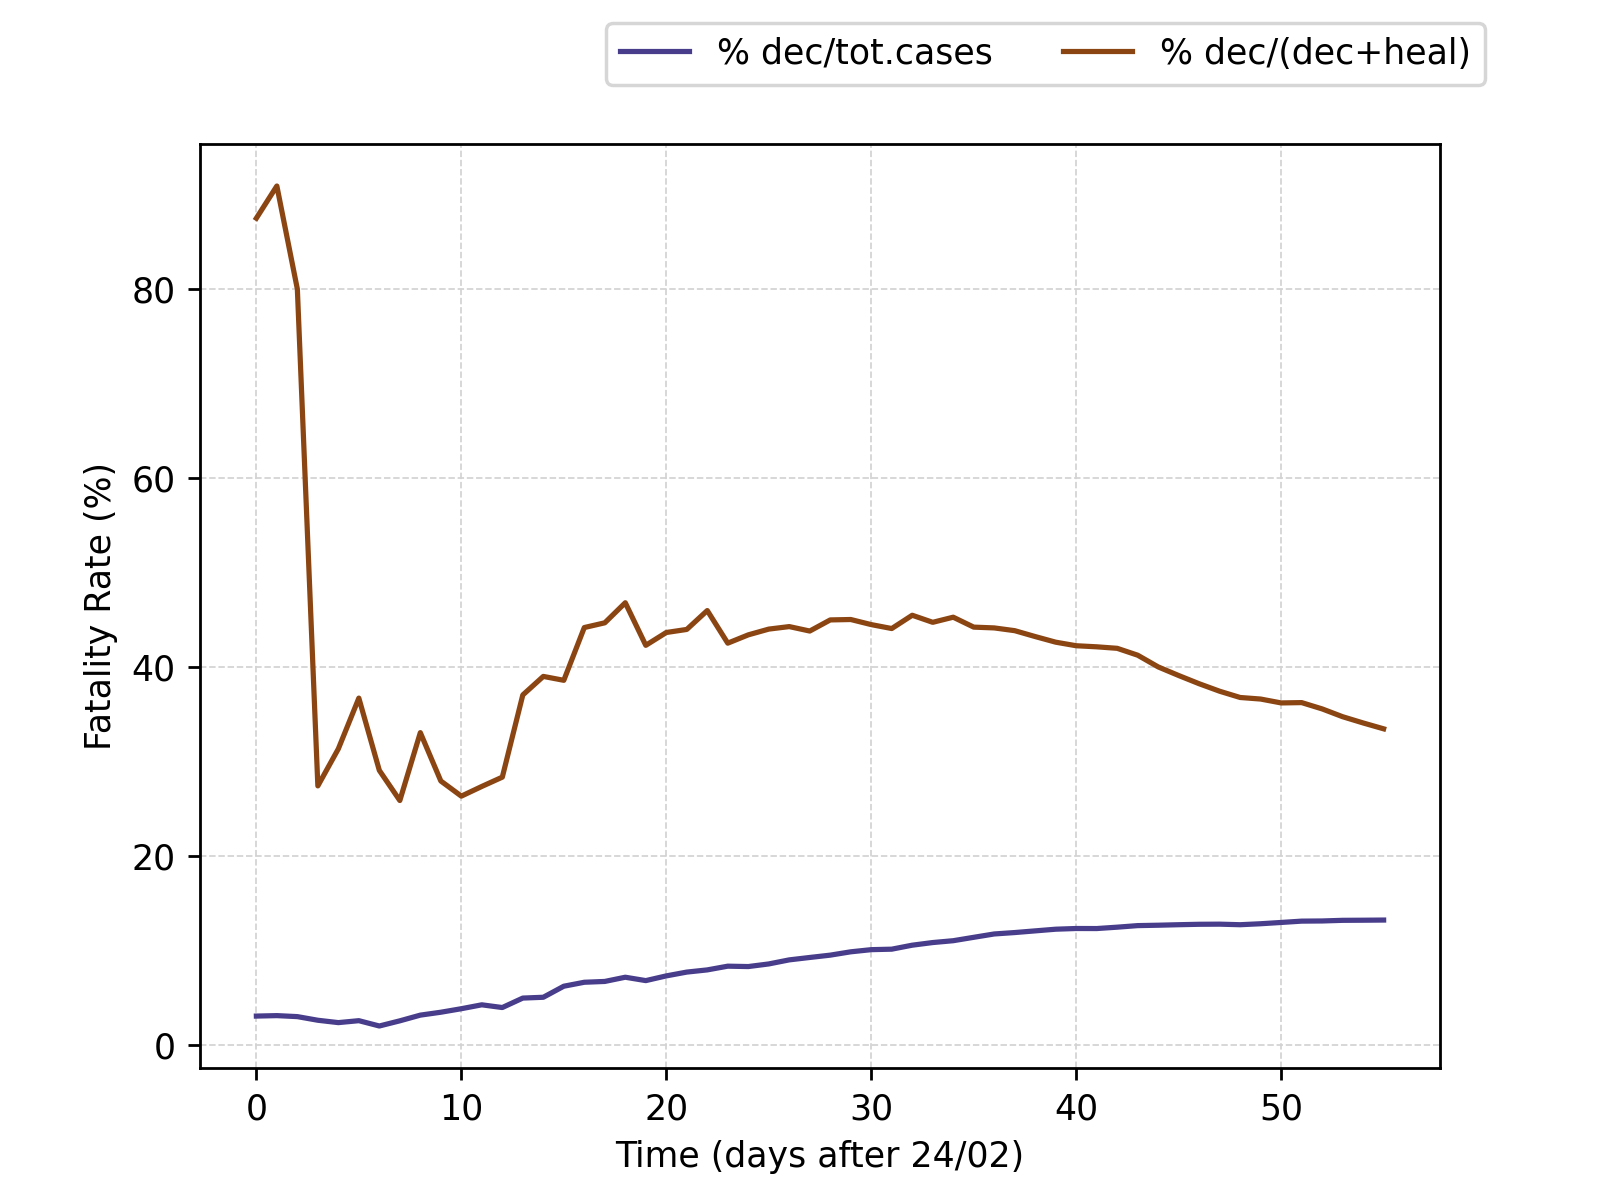 % dec/tot.cases % dec/(dec+heal)
Fatality Rate (%)
80
60
40
20
0
0 10 20 30 40 50
Time (days after 24/02)